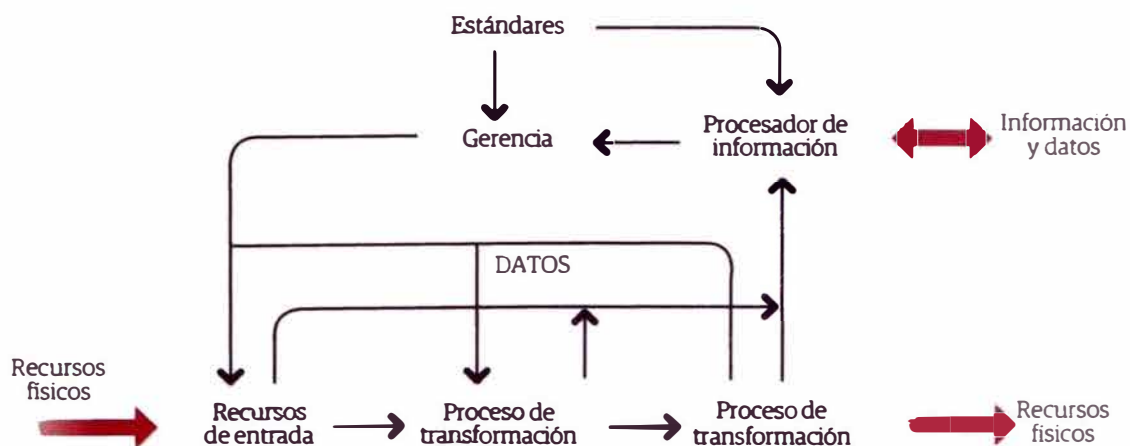 Estándares
Gerencia
Procesador de
información
Información
y datos
DATOS
Recursos
físicos
Recursos
de entrada
Proceso de
transformación
Proceso de
transformación
Recursos
físicos